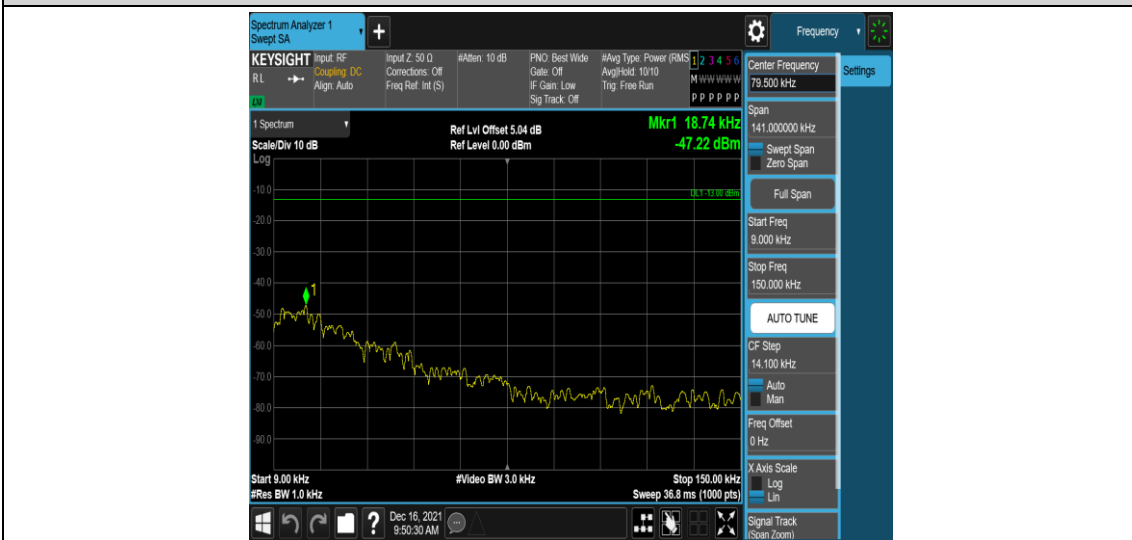 Spectrum Analyzer 1
Swept SA
+
Frequency
KEYSIGHT
RL
LNI
Input: RF
Coupling: DC
Align: Auto
Input Z: 50 Ω
Corrections: Off
Freq Ref: Int (S)
#Atten: 10 dB
PNO: Best Wide
Gate: Off
IF Gain: Low
Sig Track: Off
#Avg Type: Power (RMS
Avg|Hold: 10/10
Trig: Free Run
1 2 3 4 5 6
M W W W W W
P P P P P P
Center Frequency
79.500 kHz
Settings
Span
141.000000 kHz
Swept Span
Zero Span
Full Span
Start Freq
9.000 kHz
Stop Freq
150.000 kHz
AUTO TUNE
CF Step
14.100 kHz
Auto
Man
Freq Offset
0 Hz
X Axis Scale
Log
Lin
Signal Track
(Span Zoom)
1 Spectrum
Scale/Div 10 dB
Ref Lvl Offset 5.04 dB
Ref Level 0.00 dBm
Mkr1 18.74 kHz
-47.22 dBm
Log
DL1 -13.00 dBm
-10.0
-20.0
-30.0
-40.0
-50.0
-60.0
-70.0
-80.0
-90.0
1
Start 9.00 kHz
#Res BW 1.0 kHz
#Video BW 3.0 kHz
Stop 150.00 kHz
Sweep 36.8 ms (1000 pts)
?
Dec 16, 2021
9:50:30 AM